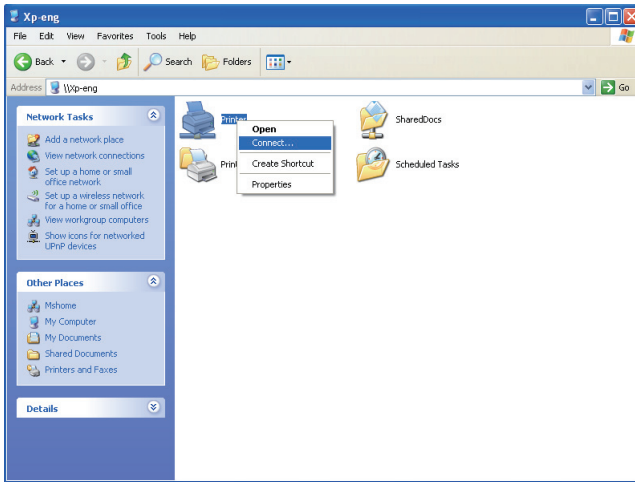 Xp-eng
File Edit View Favorites Tools Help
Back Search Folders
Address \\Xp-eng Go
Network Tasks
Add a network place
View network connections
Set up a home or small
office network
Set up a wireless network
for a home or small office
View workgroup computers
Show icons for networked
UPnP devices
Other Places
Mshome
My Computer
My Documents
Shared Documents
Printers and Faxes
Details
Printer
Open
Connect...
Create Shortcut
Properties
SharedDocs
Scheduled Tasks